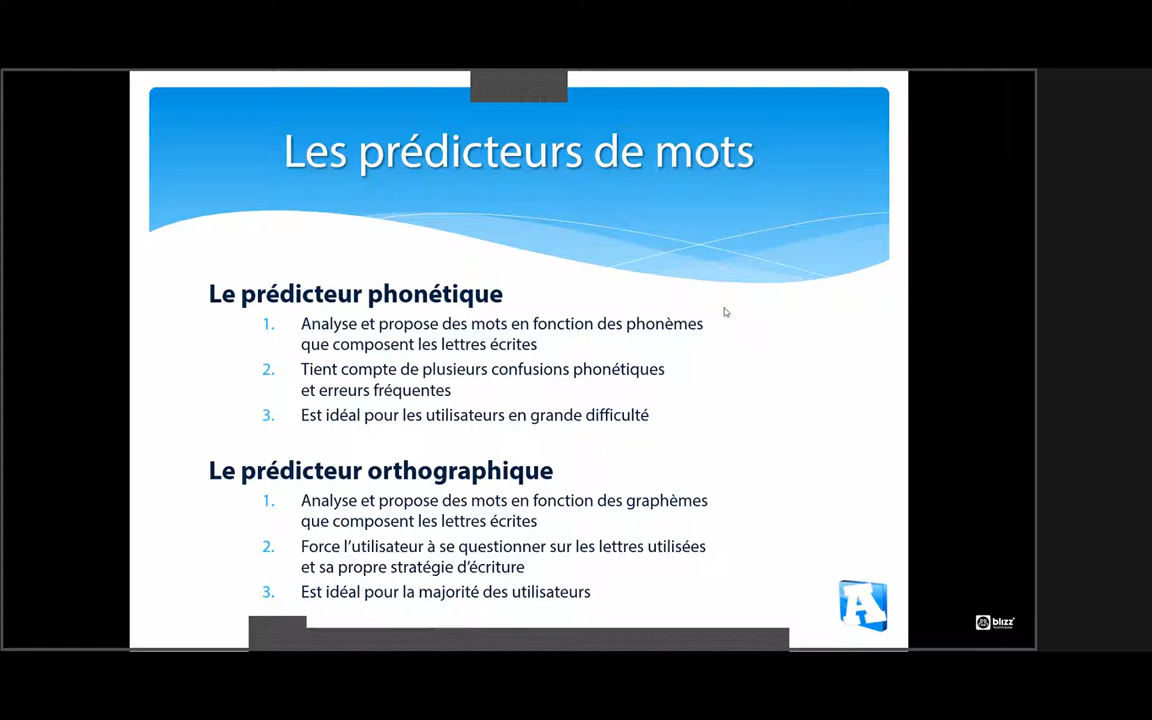 Les prédicteurs de mots
Le prédicteur phonétique
1. Analyse et propose des mots en fonction des phonèmes
que composent les lettres écrites
2. Tient compte de plusieurs confusions phonétiques
et erreurs fréquentes
3. Est idéal pour les utilisateurs en grande difficulté
Le prédicteur orthographique
1. Analyse et propose des mots en fonction des graphèmes
que composent les lettres écrites
2. Force l'utilisateur à se questionner sur les lettres utilisées
et sa propre stratégie d'écriture
3. Est idéal pour la majorité des utilisateurs
A
blizz